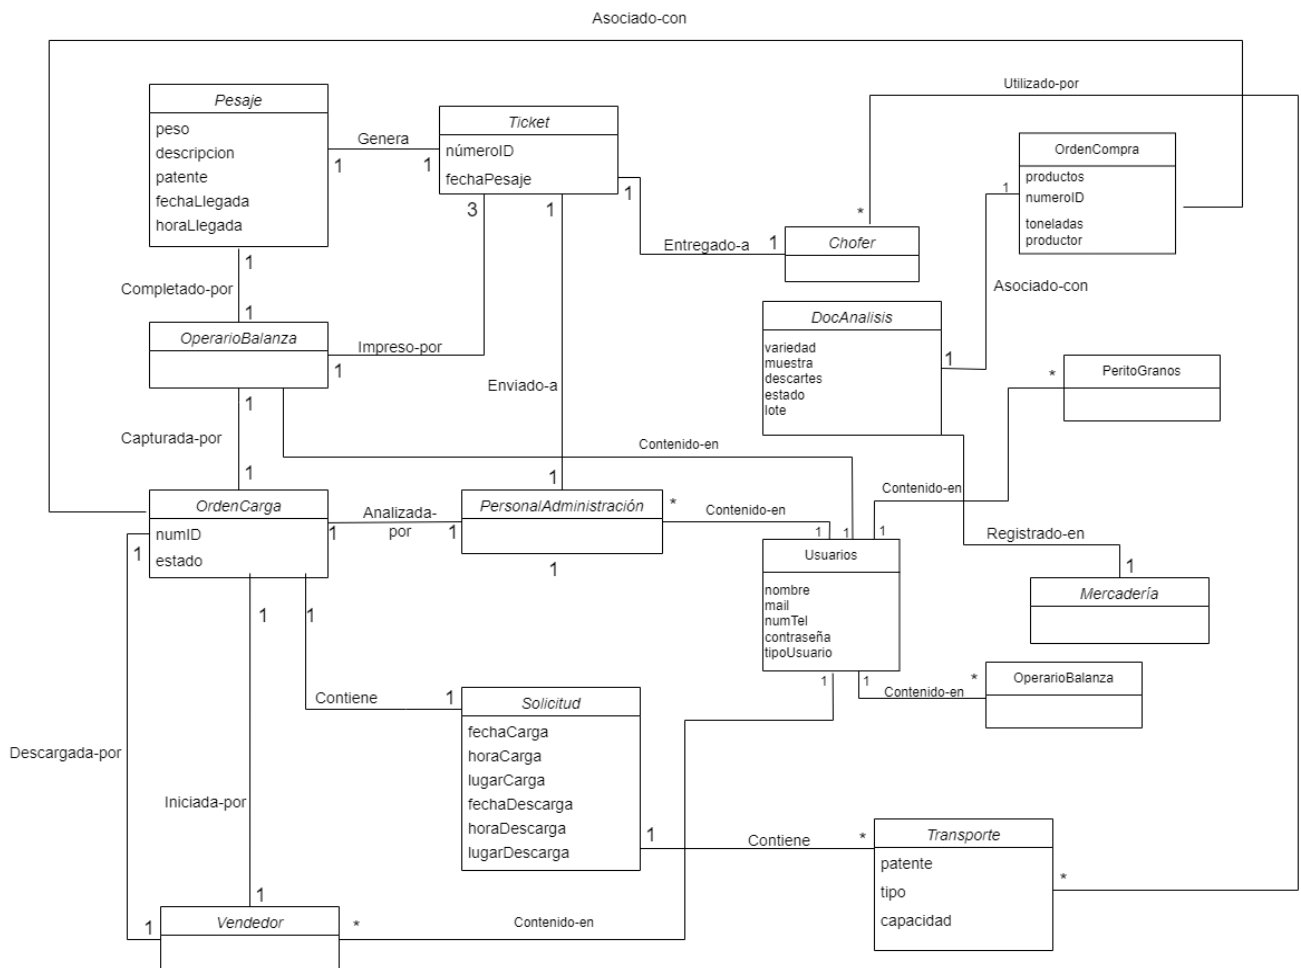 Asociado-con
Utilizado-por
Pesaje
peso
descripcion
patente
fechaLlegada
horaLlegada
Genera
1
1
Ticket
númeroID
fechaPesaje
3
1
1
Entregado-a
1
*
Chofer
OrdenCompra
productos
numeroID
toneladas
productor
1
Asociado-con
1
Completado-por
1
1
OperarioBalanza
Impreso-por
1
Enviado-a
DocAnalisis
variedad
muestra
descartes
estado
lote
1
*
PeritoGranos
1
Capturada-por
1
Contenido-en
Contenido-en
OrdenCarga
numID
estado
Analizada-
por
1
1
1
PersonalAdministración
*
1
Contenido-en
1
1
1
Usuarios
nombre
mail
numTel
contraseña
tipoUsuario
Registrado-en
1
Mercadería
1
1
1
Contiene
1
Solicitud
fechaCarga
horaCarga
lugarCarga
fechaDescarga
horaDescarga
lugarDescarga
1
1
Contenido-en
*
OperarioBalanza
Descargada-por
Iniciada-por
1
Contiene
*
Transporte
patente
tipo
capacidad
*
1
1
Vendedor
*
Contenido-en